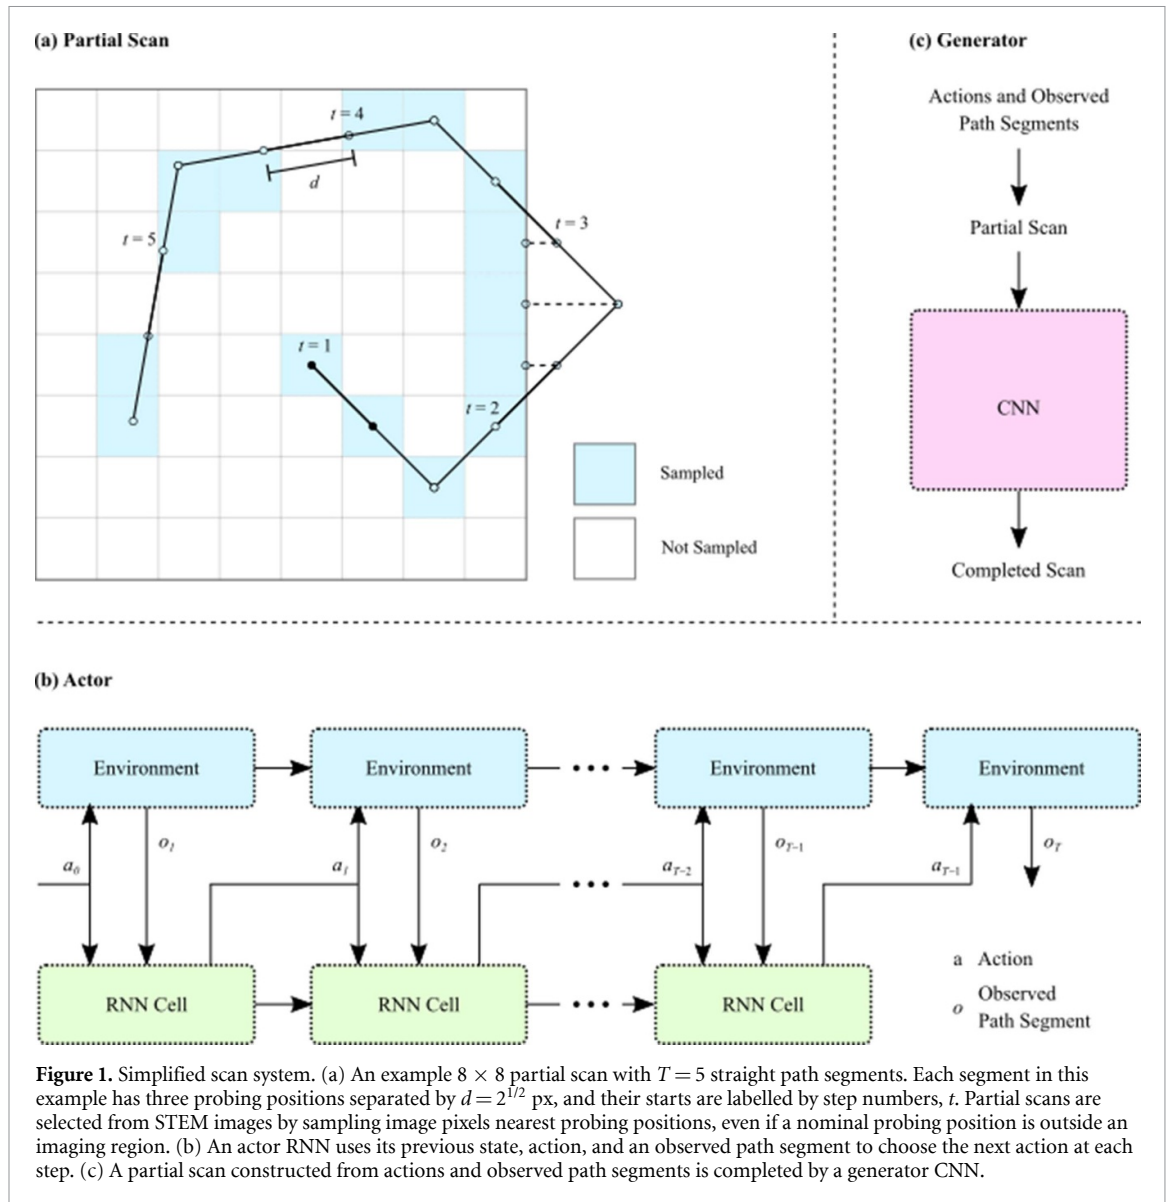 (a) Partial Scan
t = 4
d
t = 3
t = 5
t = 1
t = 2
Sampled
Not Sampled
(c) Generator
Actions and Observed
Path Segments
Partial Scan
CNN
Completed Scan
(b) Actor
Environment
Environment
•••
Environment
Environment
a₀
o₁
a₁
o₂
a_{T−2}
o_{T−1}
a_{T−1}
o_T
•••
RNN Cell
RNN Cell
•••
RNN Cell
a Action
o Observed
Path Segment
Figure 1. Simplified scan system. (a) An example 8 × 8 partial scan with T = 5 straight path segments. Each segment in this
example has three probing positions separated by d = 2^{1/2} px, and their starts are labelled by step numbers, t. Partial scans are
selected from STEM images by sampling image pixels nearest probing positions, even if a nominal probing position is outside an
imaging region. (b) An actor RNN uses its previous state, action, and an observed path segment to choose the next action at each
step. (c) A partial scan constructed from actions and observed path segments is completed by a generator CNN.